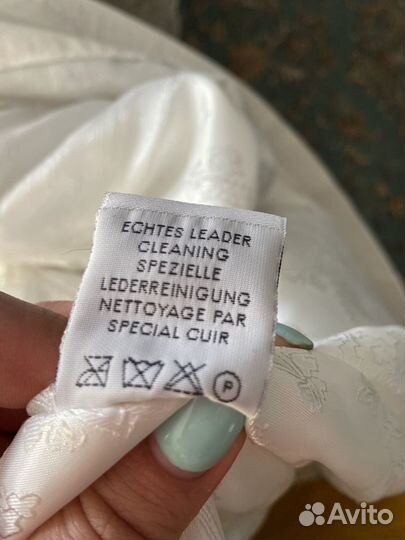 ECHTES LEADER
CLEANING
SPEZIELLE
LEDERREINIGUNG
NETTOYAGE PAR
SPECIAL CUIR
P
Avito